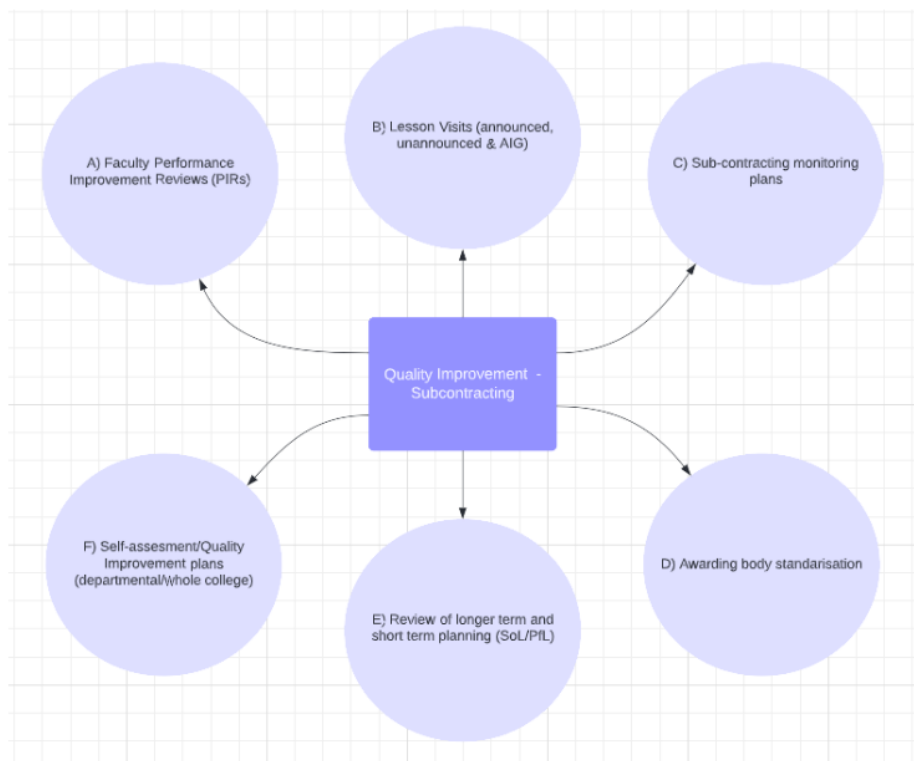 B) Lesson Visits (announced,
unannounced & AIG)
A) Faculty Performance
Improvement Reviews (PIRs)
C) Sub-contracting monitoring
plans
Quality Improvement -
Subcontracting
F) Self-assesment/Quality
Improvement plans
(departmental/whole college)
D) Awarding body standarisation
E) Review of longer term and
short term planning (SoL/PfL)